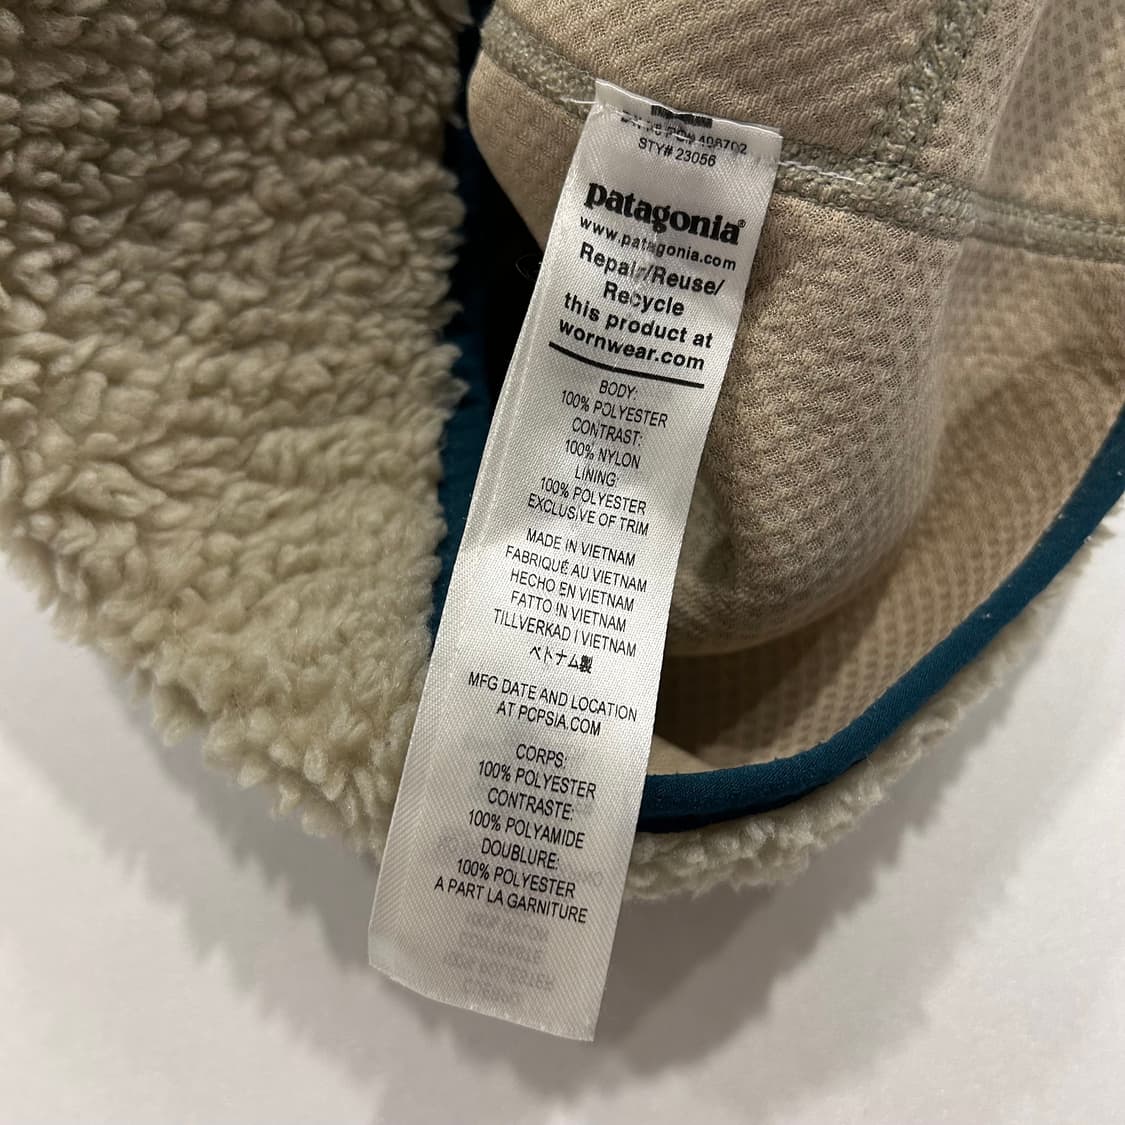 STY# 23056
patagonia®
www.patagonia.com
Repair/Reuse/
Recycle
this product at
wornwear.com
BODY:
100% POLYESTER
CONTRAST:
100% NYLON
LINING:
100% POLYESTER
EXCLUSIVE OF TRIM
MADE IN VIETNAM
FABRIQUÉ AU VIETNAM
HECHO EN VIETNAM
FATTO IN VIETNAM
TILLVERKAD I VIETNAM
ベトナム製
MFG DATE AND LOCATION
AT PCPSIA.COM
CORPS:
100% POLYESTER
CONTRASTE:
100% POLYAMIDE
DOUBLURE:
100% POLYESTER
A PART LA GARNITURE